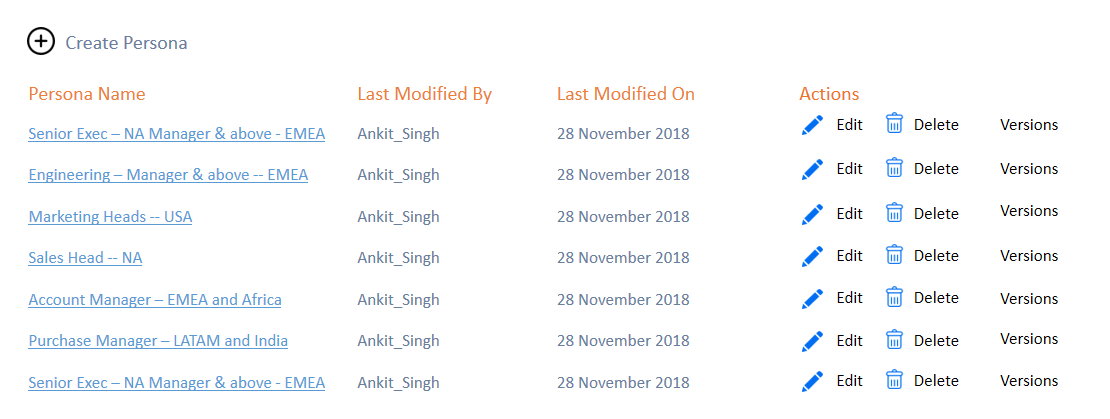 Create Persona
Persona Name Last Modified By Last Modified On Actions
Senior Exec – NA Manager & above - EMEA Ankit_Singh 28 November 2018 Edit Delete Versions
Engineering – Manager & above -- EMEA Ankit_Singh 28 November 2018 Edit Delete Versions
Marketing Heads -- USA Ankit_Singh 28 November 2018 Edit Delete Versions
Sales Head -- NA Ankit_Singh 28 November 2018 Edit Delete Versions
Account Manager – EMEA and Africa Ankit_Singh 28 November 2018 Edit Delete Versions
Purchase Manager – LATAM and India Ankit_Singh 28 November 2018 Edit Delete Versions
Senior Exec – NA Manager & above - EMEA Ankit_Singh 28 November 2018 Edit Delete Versions